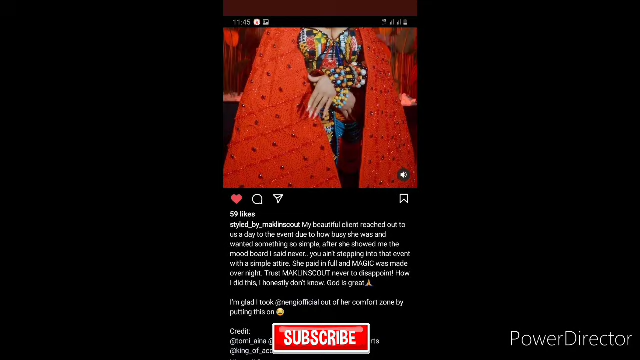 11:45
59 likes
styled_by_maklinscout My beautiful client reached out to
us a day to the event due to how busy she was and
wanted something so simple, after she showed me the
mood board I said never.. you ain't stepping into that event
with a simple attire. She paid in full and MAGIC was made
over night. Trust MAKLINSCOUT never to disappoint! How
I did this, I honestly don't know. God is great🙏
I'm glad I took @nengiofficial out of her comfort zone by
putting this on 😂
Credit:
@tomi_aina
@king_of_acc
SUBSCRIBE
PowerDirector